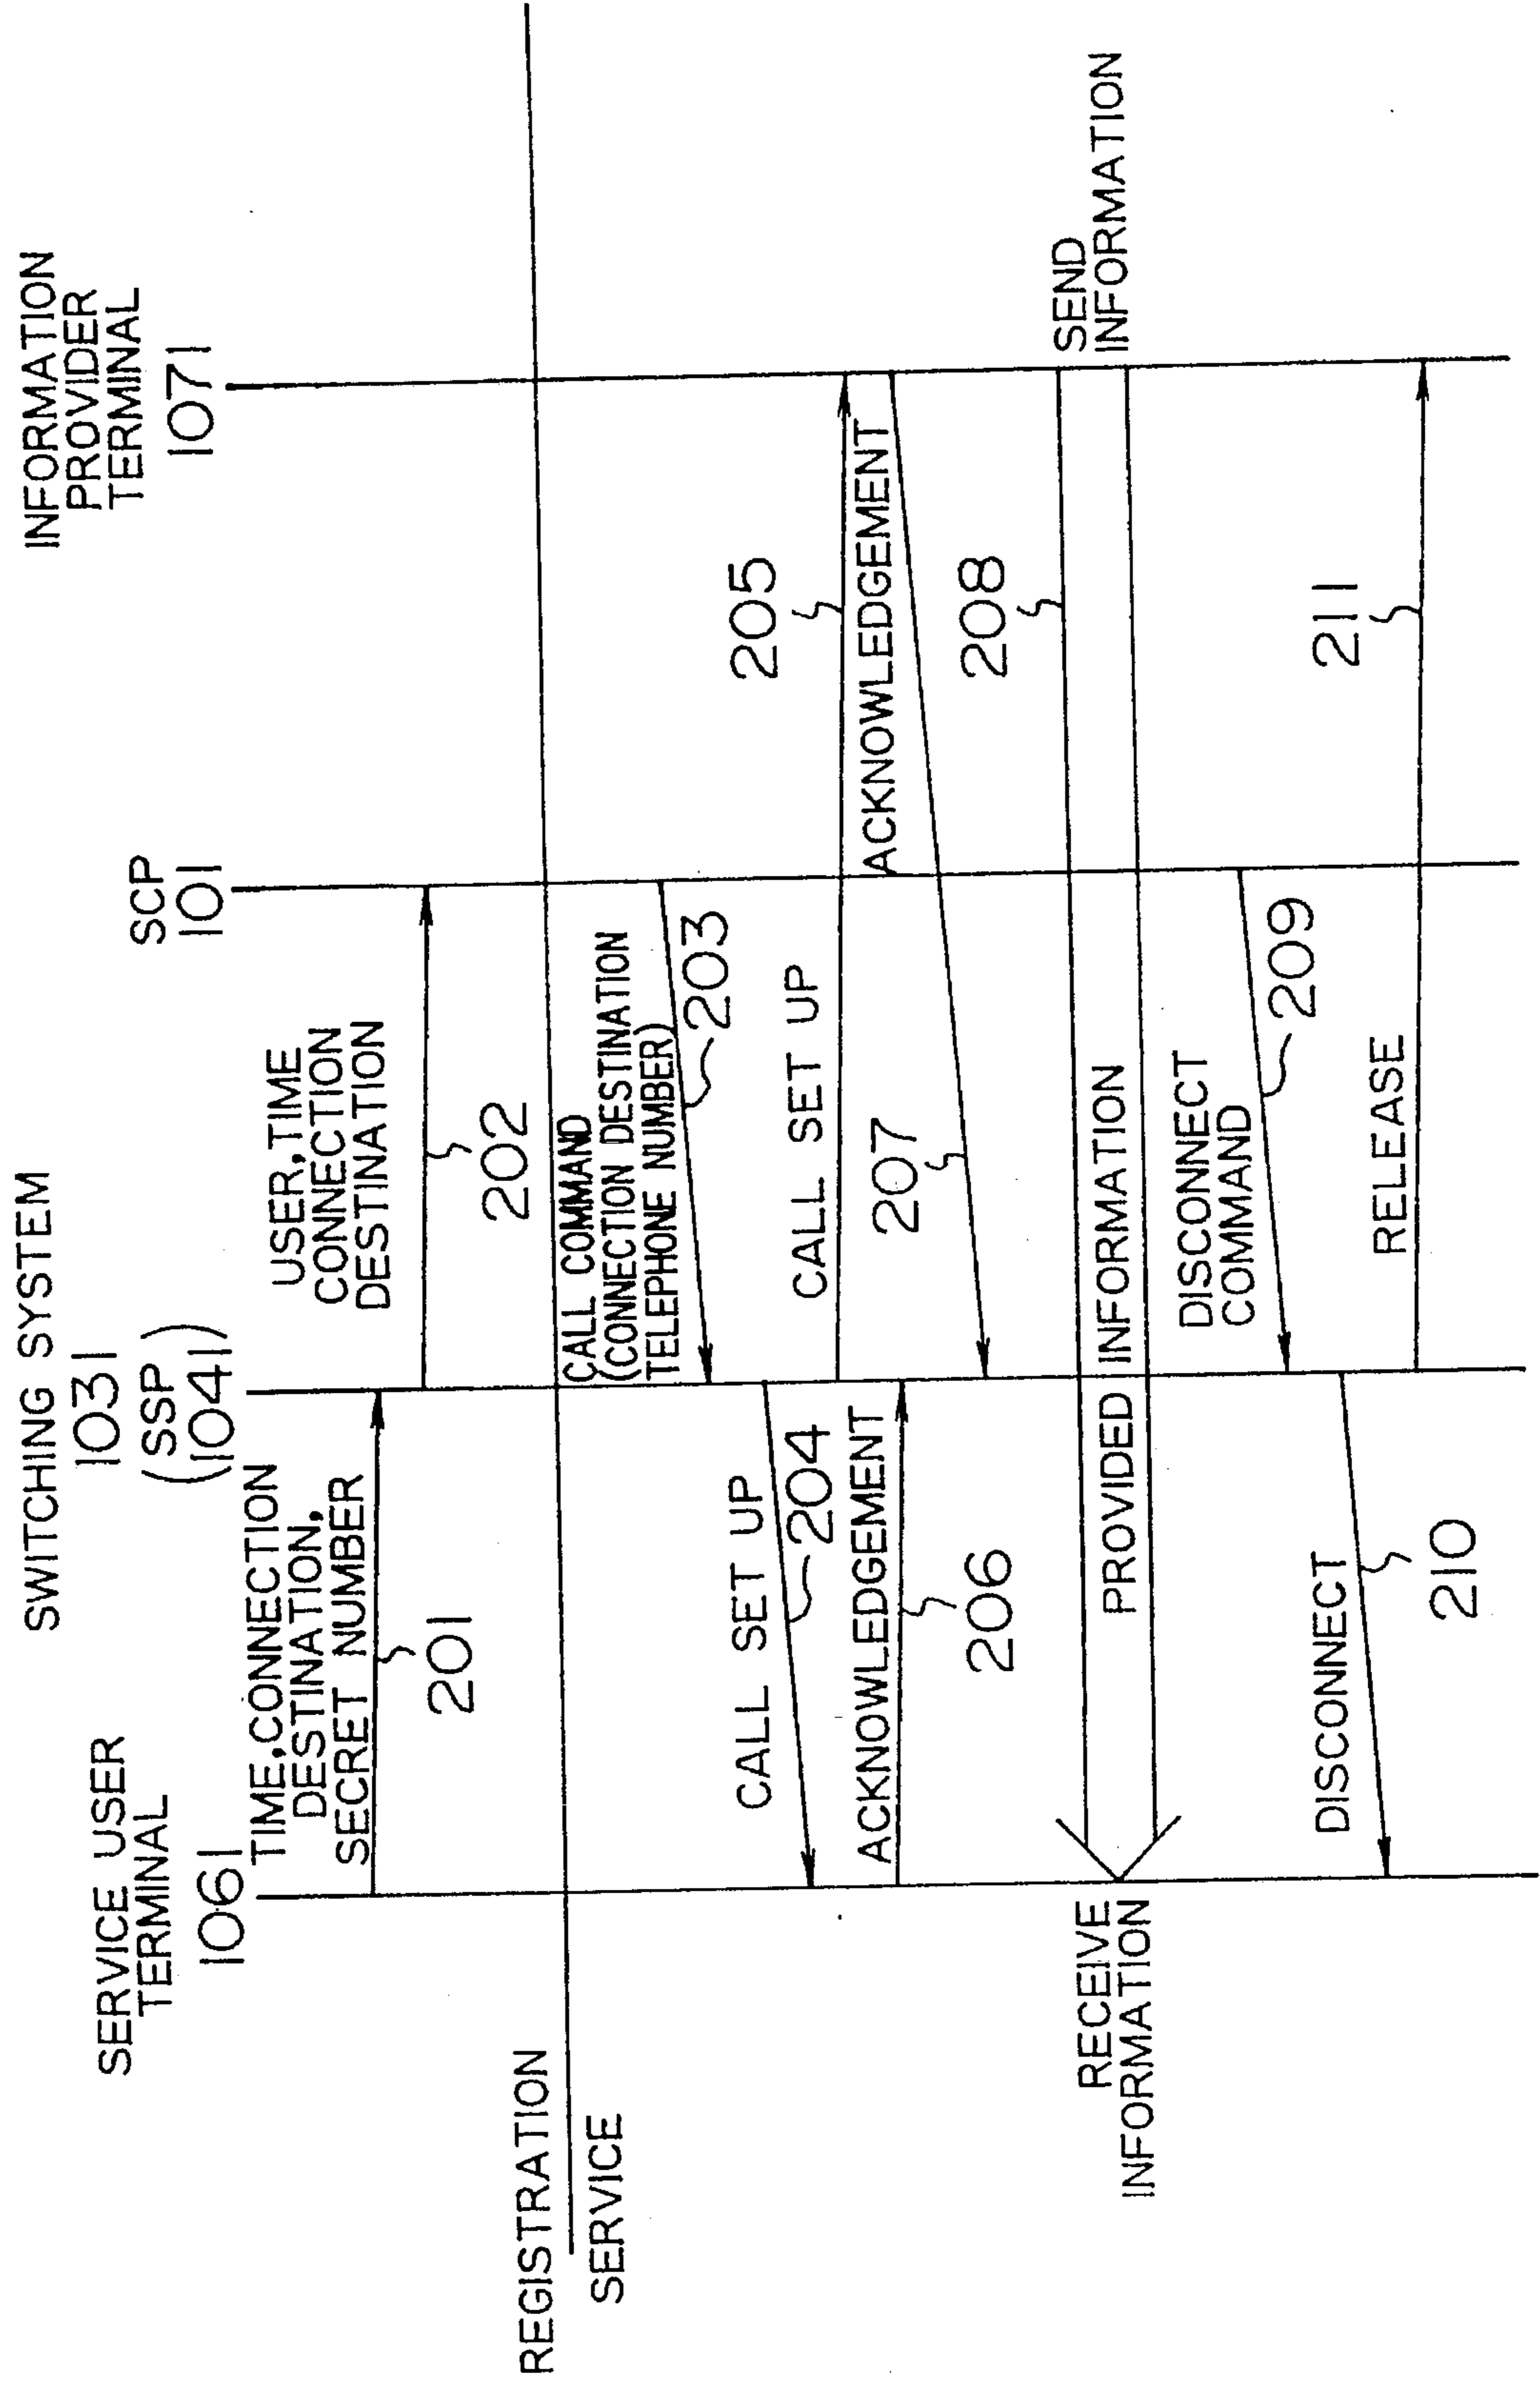 SERVICE USER
TERMINAL
1061
SWITCHING SYSTEM
1031
(SSP
1041)
SCP
101
INFORMATION
PROVIDER
TERMINAL
1071
TIME,CONNECTION
DESTINATION,
SECRET NUMBER
201
USER,TIME
CONNECTION
DESTINATION
202
REGISTRATION
SERVICE
CALL COMMAND
(CONNECTION DESTINATION
TELEPHONE NUMBER)
203
CALL SET UP
204
CALL SET UP
205
ACKNOWLEDGEMENT
206
ACKNOWLEDGEMENT
207
208
SEND
INFORMATION
PROVIDED INFORMATION
RECEIVE
INFORMATION
DISCONNECT
COMMAND
209
DISCONNECT
210
RELEASE
211